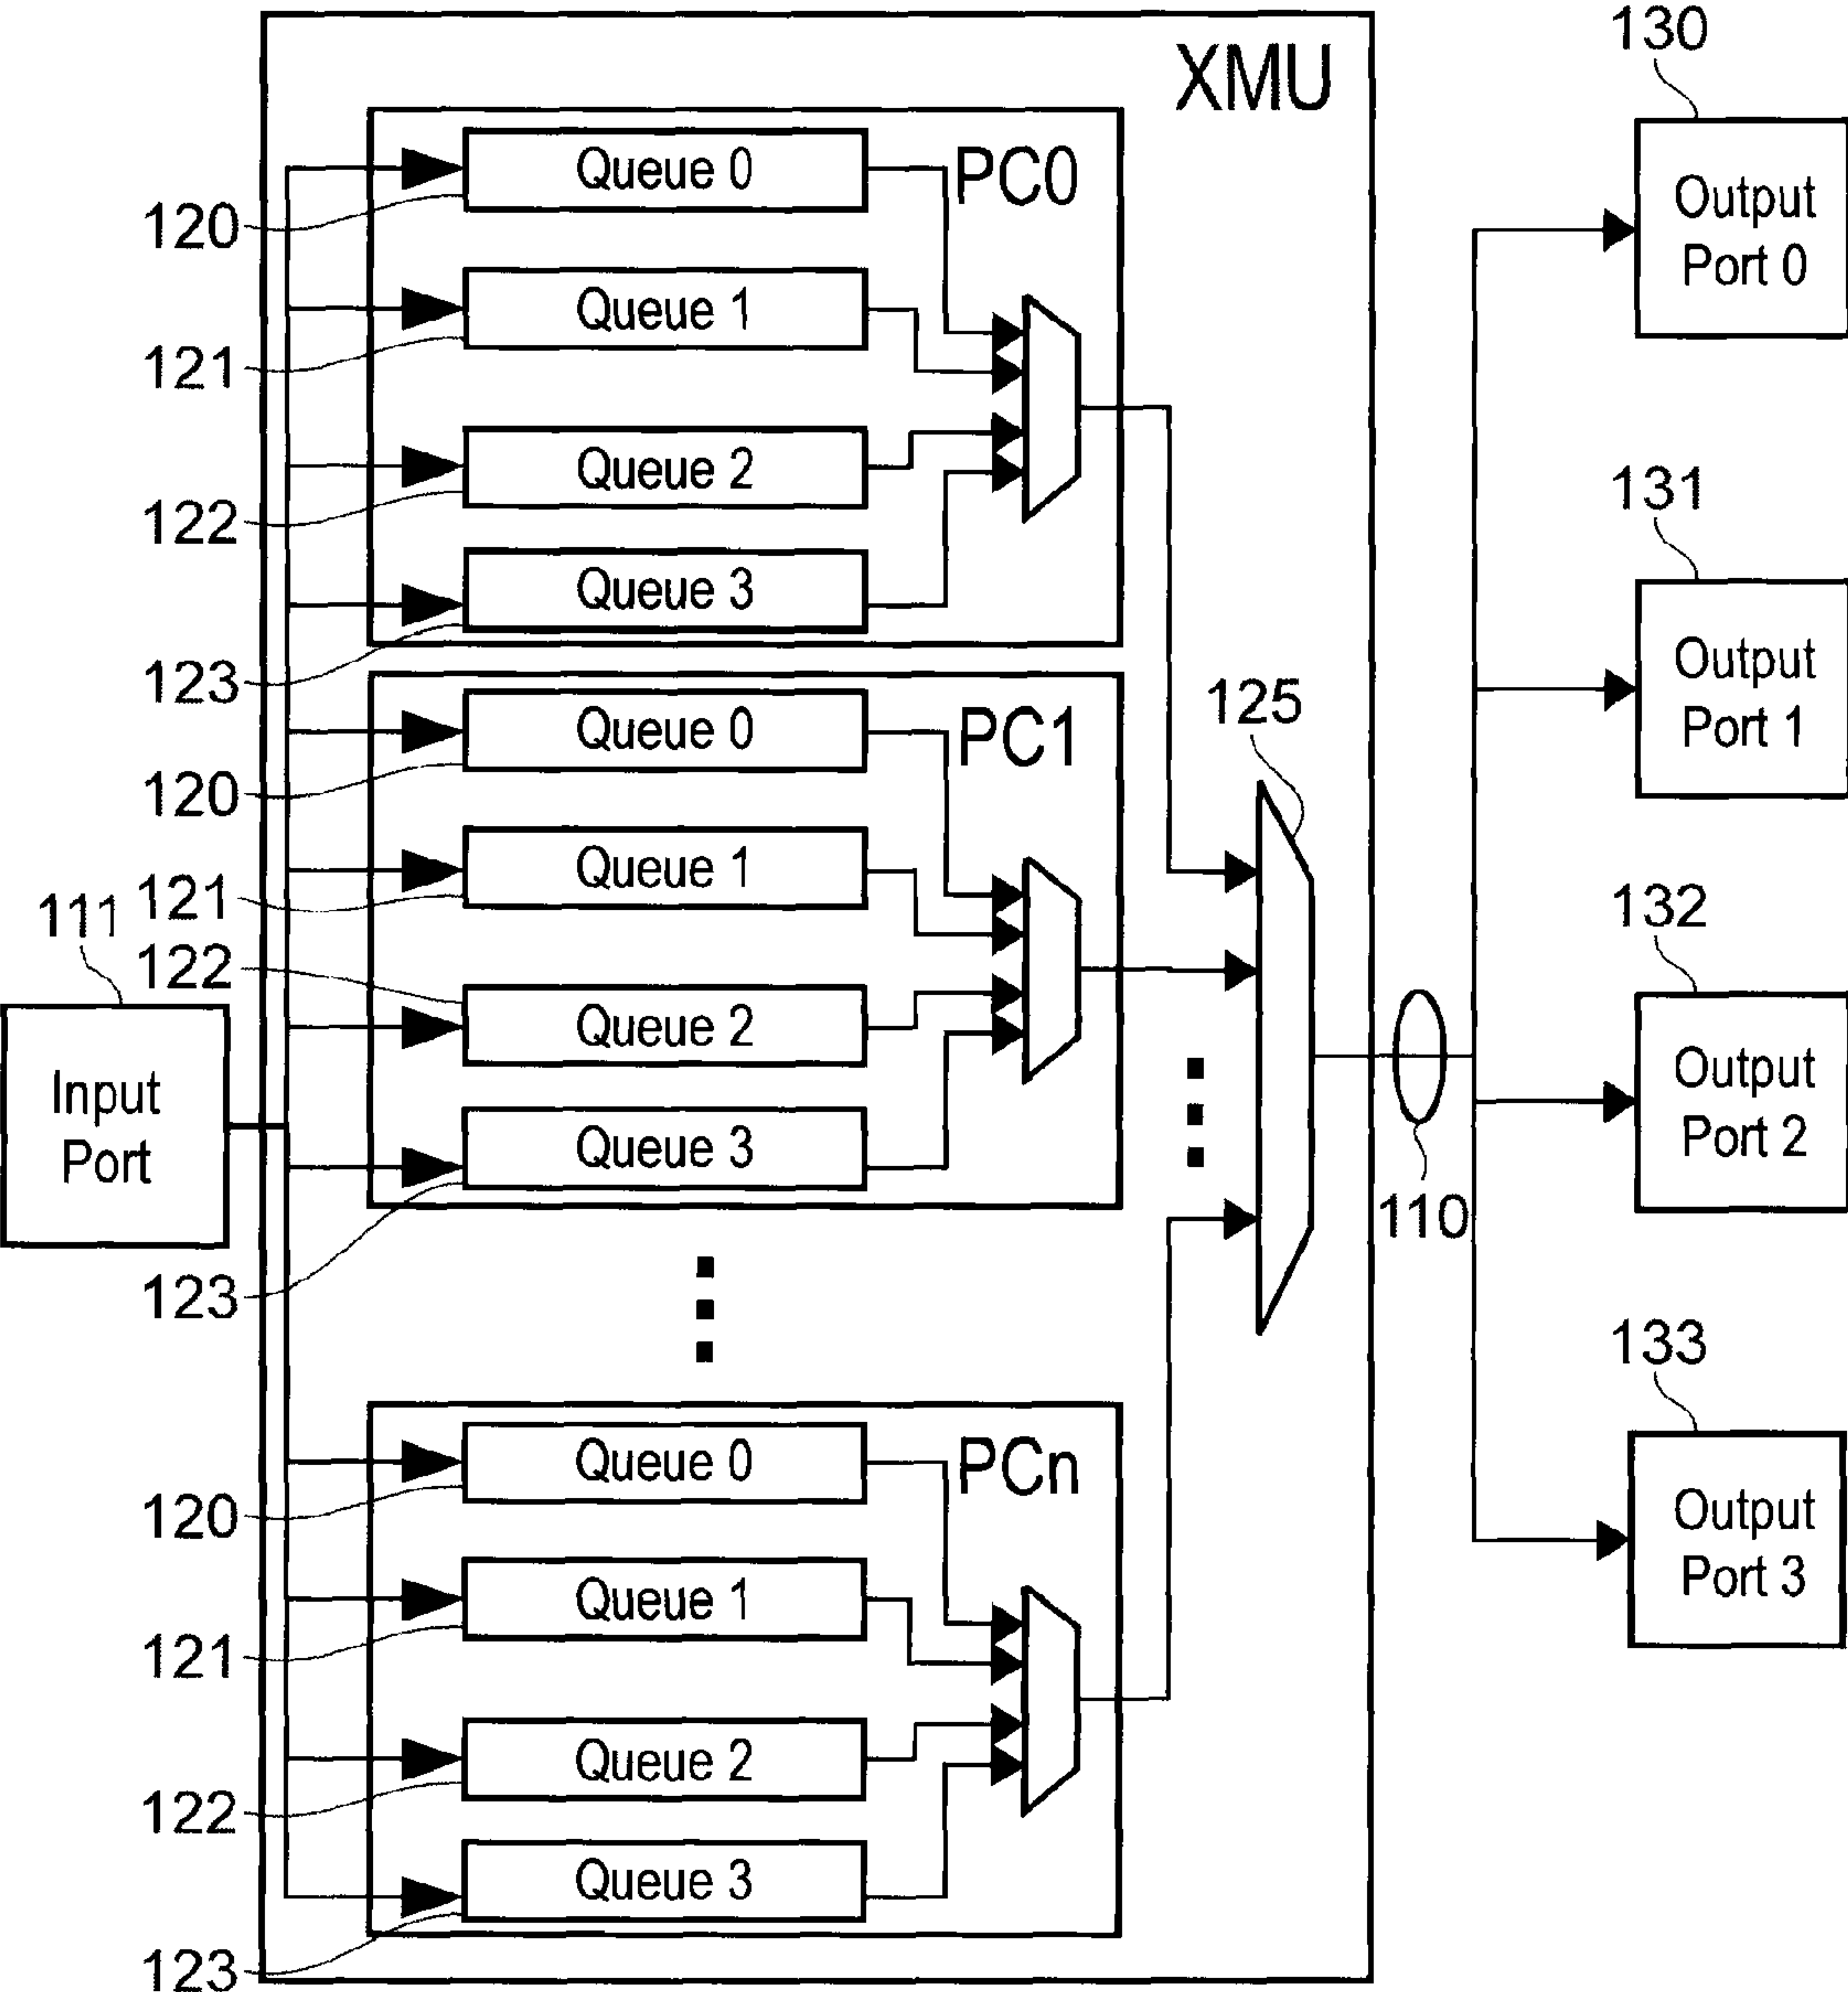 XMU
130
Output
Port 0
PC0
Queue 0
120
Queue 1
121
Queue 2
122
Queue 3
123
131
Output
Port 1
PC1
Queue 0
120
125
Queue 1
121
111
122
Queue 2
Input
Port
Queue 3
123
110
132
Output
Port 2
133
Output
Port 3
PCn
Queue 0
120
Queue 1
121
Queue 2
122
Queue 3
123